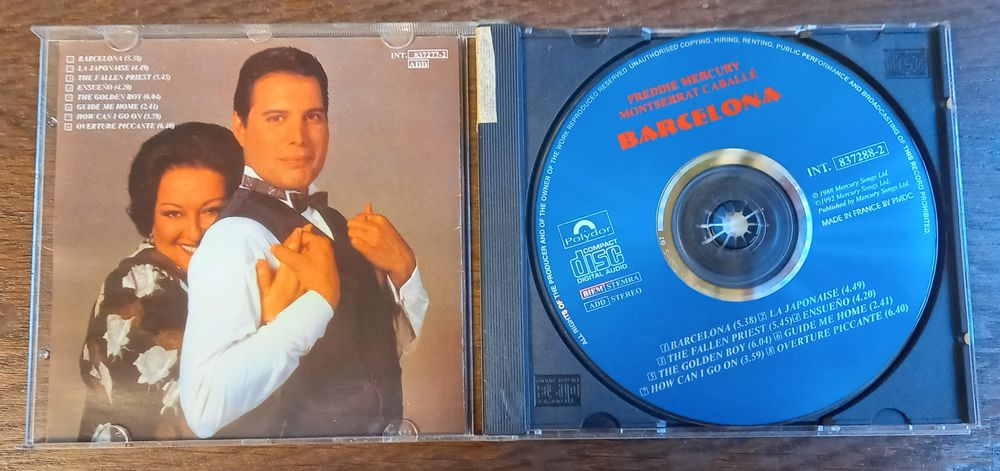 BARCELONA (5.38)
LA JAPONAISE (4.49)
THE FALLEN PRIEST (5.45)
ENSUEÑO (4.20)
THE GOLDEN BOY (6.04)
GUIDE ME HOME (2.41)
HOW CAN I GO ON (3.59)
OVERTURE PICCANTE (6.40)
INT. 837277-2
ADD
ALL RIGHTS OF THE PRODUCER AND OF THE OWNER OF THE WORK REPRODUCED RESERVED. UNAUTHORISED COPYING, HIRING, RENTING, PUBLIC PERFORMANCE AND BROADCASTING OF THIS RECORD PROHIBITED.
FREDDIE MERCURY
MONTSERRAT CABALLÉ
BARCELONA
INT. 837288-2
℗ 1988 Mercury Songs Ltd.
©1992 Mercury Songs Ltd.
Published by Mercury Songs Ltd.
MADE IN FRANCE BY PMDC
Polydor
COMPACT
disc
DIGITAL AUDIO
BIEM STEMRA
ADD STEREO
1 BARCELONA (5.38) 2 LA JAPONAISE (4.49)
3 THE FALLEN PRIEST (5.45) 4 ENSUEÑO (4.20)
5 THE GOLDEN BOY (6.04) 6 GUIDE ME HOME (2.41)
7 HOW CAN I GO ON (3.59) 8 OVERTURE PICCANTE (6.40)